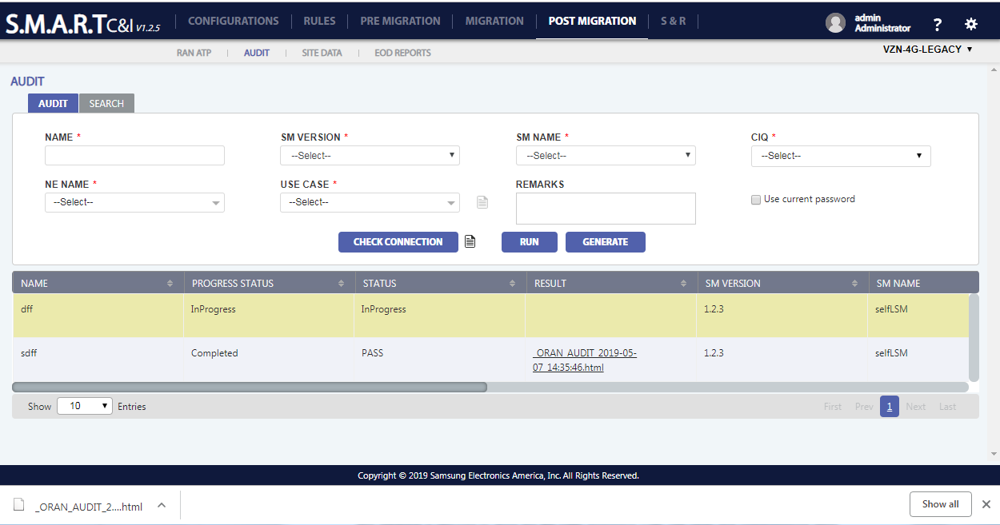 S.M.A.R.T C&I V1.2.5
CONFIGURATIONS RULES PRE MIGRATION MIGRATION POST MIGRATION S & R
admin
Administrator
?
RAN ATP AUDIT SITE DATA EOD REPORTS
VZN-4G-LEGACY
AUDIT
AUDIT SEARCH
NAME * SM VERSION * SM NAME * CIQ *
--Select-- --Select-- --Select--
NE NAME * USE CASE * REMARKS
--Select-- --Select-- Use current password
CHECK CONNECTION RUN GENERATE
NAME PROGRESS STATUS STATUS RESULT SM VERSION SM NAME
dff InProgress InProgress 1.2.3 selfLSM
sdff Completed PASS _ORAN_AUDIT_2019-05- 1.2.3 selfLSM
07_14:35:46.html
Show 10 Entries First Prev 1 Next Last
Copyright © 2019 Samsung Electronics America, Inc. All Rights Reserved.
_ORAN_AUDIT_2....html Show all